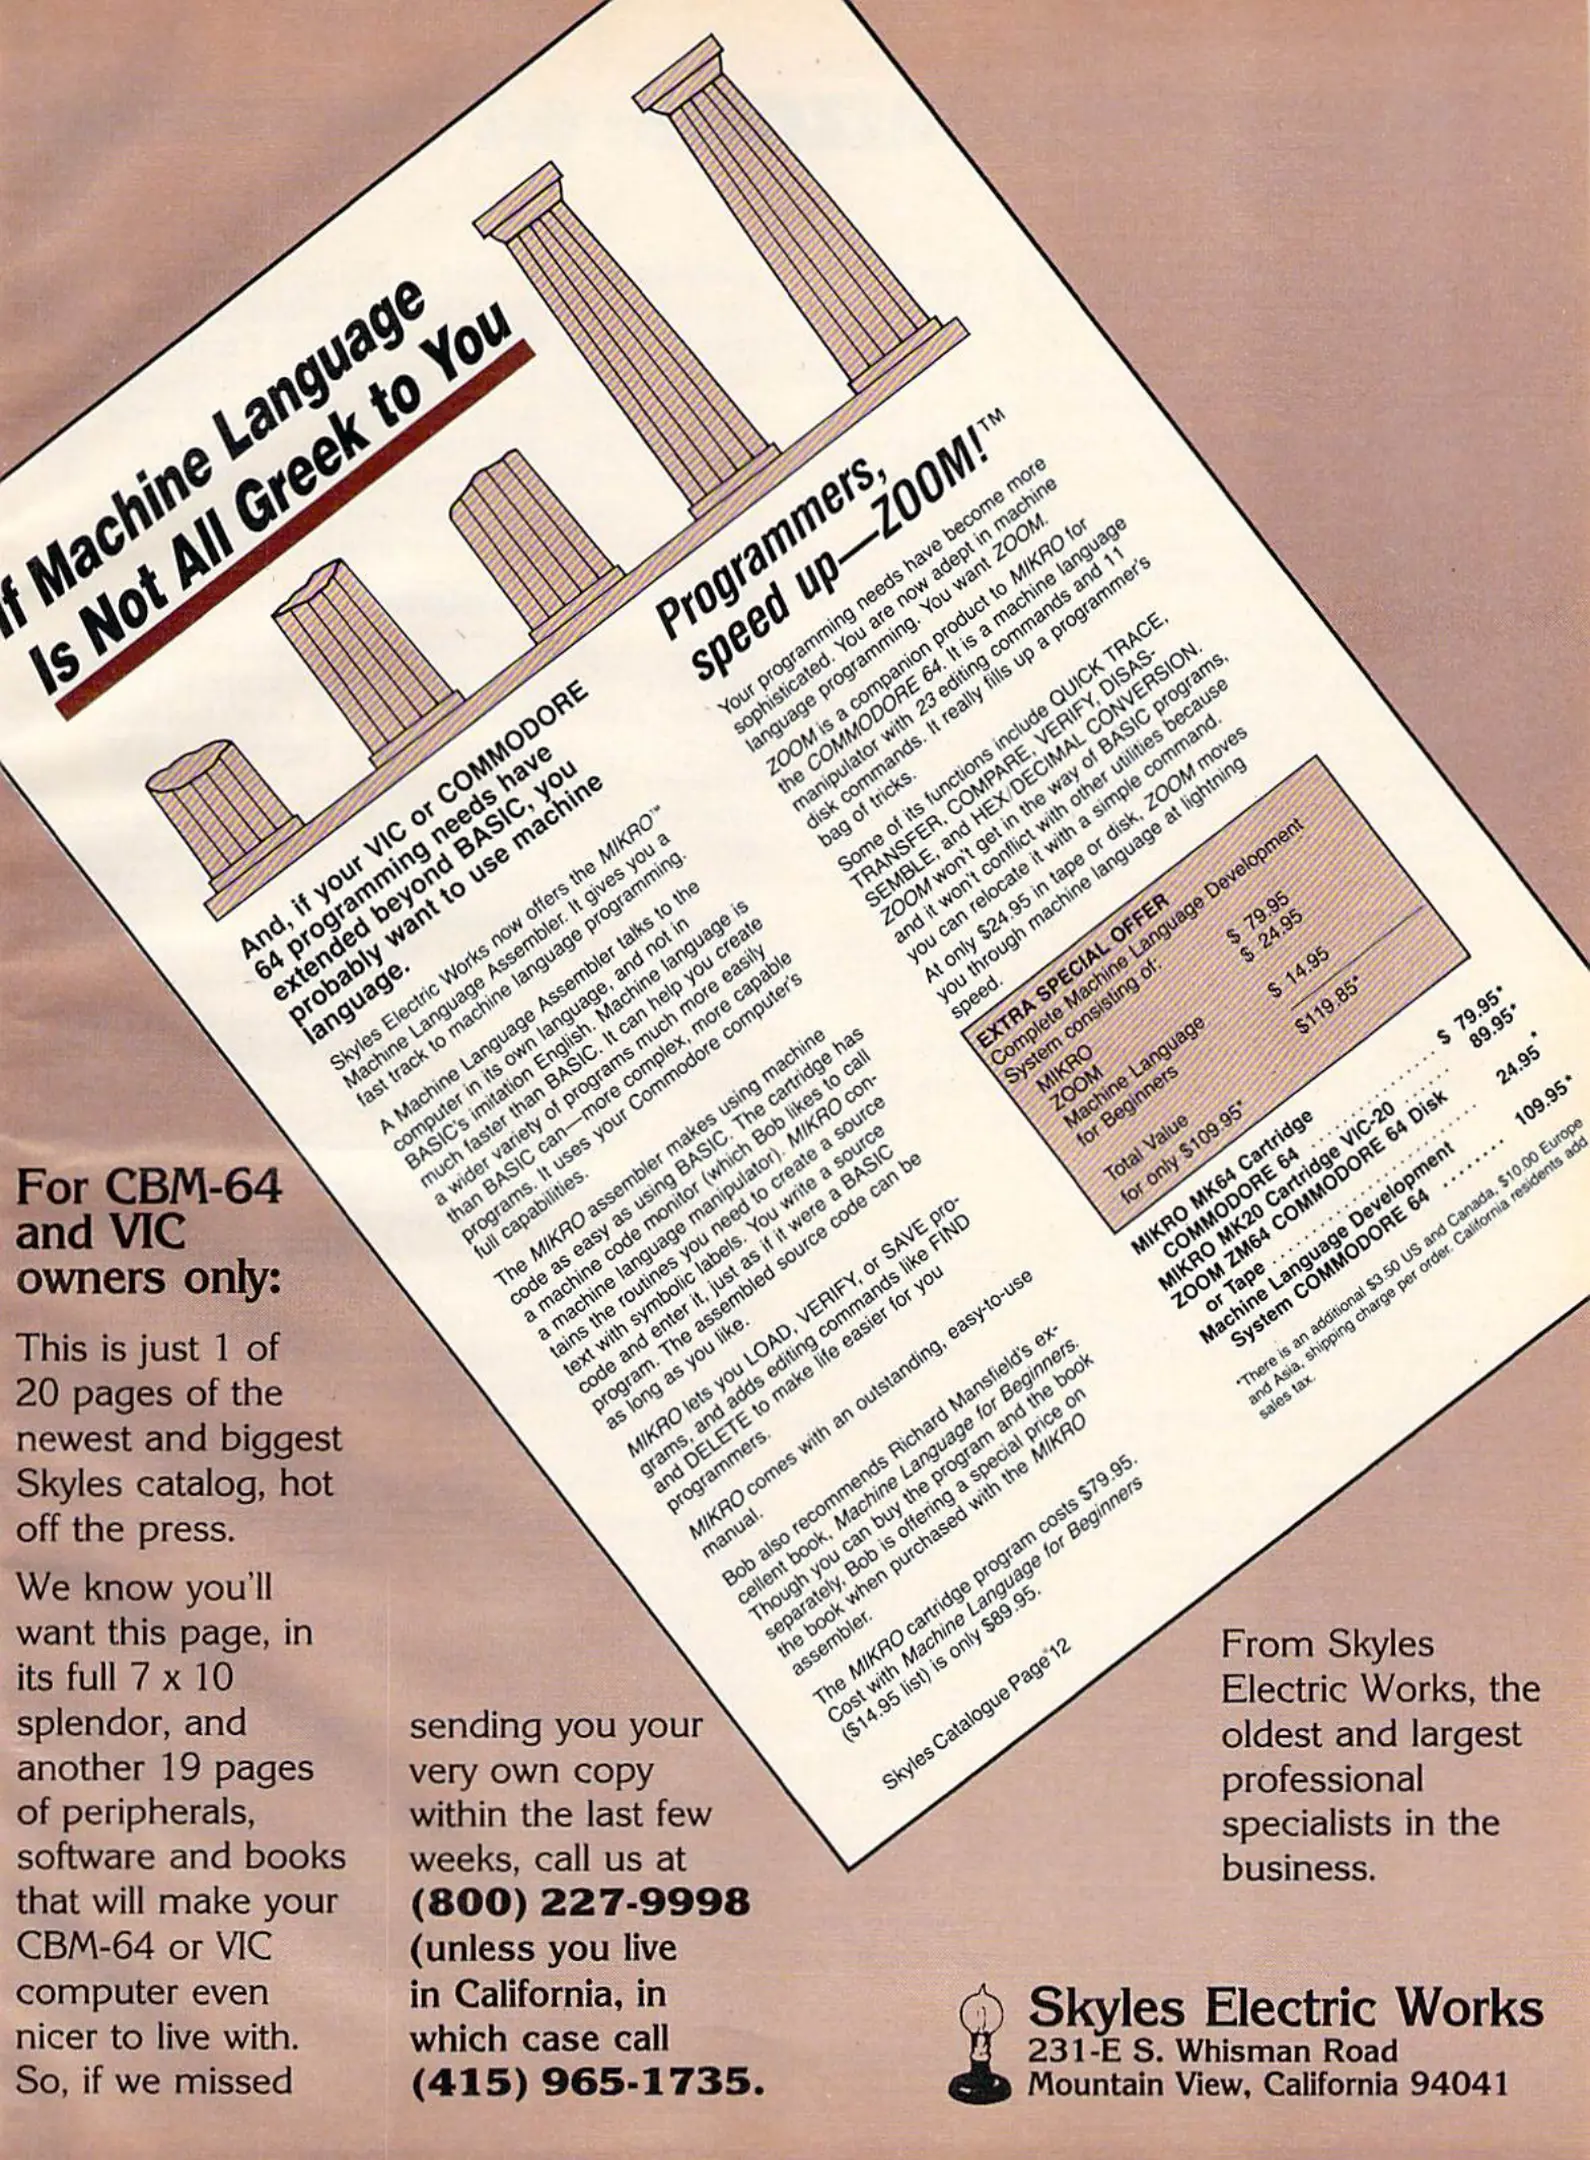 If Machine Language
Is Not All Greek to You
And, if your VIC or COMMODORE
64 programming needs have
extended beyond BASIC, you
probably want to use machine
language.
Skyles Electric Works now offers the MIKRO™
Machine Language Assembler. It gives you a
fast track to machine language programming.
A Machine Language Assembler talks to the
computer in its own language, and not in
BASIC's imitation English. Machine language is
much faster than BASIC. It can help you create
a wider variety of programs much more easily
than BASIC can—more complex, more capable
programs. It uses your Commodore computer's
full capabilities.
The MIKRO assembler makes using machine
code as easy as using BASIC. The cartridge has
a machine code monitor (which Bob likes to call
a machine language manipulator). MIKRO con-
tains the routines you need to create a source
text with symbolic labels. You write a source
code and enter it, just as if it were a BASIC
program. The assembled source code can be
as long as you like.
MIKRO lets you LOAD, VERIFY, or SAVE pro-
grams, and adds editing commands like FIND
and DELETE to make life easier for you
programmers.
MIKRO comes with an outstanding, easy-to-use
manual.
Bob also recommends Richard Mansfield's ex-
cellent book, Machine Language for Beginners.
Though you can buy the program and the book
separately, Bob is offering a special price on
the book when purchased with the MIKRO
assembler.
The MIKRO cartridge program costs $79.95.
Cost with Machine Language for Beginners
($14.95 list) is only $89.95.
Skyles Catalogue Page 12
Programmers,
speed up—ZOOM!™
Your programming needs have become more
sophisticated. You are now adept in machine
language programming. You want ZOOM.
ZOOM is a companion product to MIKRO for
the COMMODORE 64. It is a machine language
manipulator with 23 editing commands and 11
disk commands. It really fills up a programmer's
bag of tricks.
Some of its functions include QUICK TRACE,
TRANSFER, COMPARE, VERIFY, DISAS-
SEMBLE, and HEX/DECIMAL CONVERSION.
ZOOM won't get in the way of BASIC programs,
and it won't conflict with other utilities because
you can relocate it with a simple command.
At only $24.95 in tape or disk, ZOOM moves
you through machine language at lightning
speed.
EXTRA SPECIAL OFFER
Complete Machine Language Development
System consisting of:
MIKRO $ 79.95
ZOOM $ 24.95
Machine Language
for Beginners $ 14.95
Total Value $119.85*
for only $109.95*
MIKRO MK64 Cartridge
COMMODORE 64 . . . . . . . . . . . . . $ 79.95*
MIKRO MK20 Cartridge VIC-20 . . . . . . . 89.95*
ZOOM ZM64 COMMODORE 64 Disk
or Tape . . . . . . . . . . . . . . . . . . 24.95*
Machine Language Development
System COMMODORE 64 . . . . . . . 109.95*
*There is an additional $3.50 US and Canada, $10.00 Europe
and Asia, shipping charge per order. California residents add
sales tax.
For CBM-64
and VIC
owners only:
This is just 1 of
20 pages of the
newest and biggest
Skyles catalog, hot
off the press.
We know you'll
want this page, in
its full 7 x 10
splendor, and
another 19 pages
of peripherals,
software and books
that will make your
CBM-64 or VIC
computer even
nicer to live with.
So, if we missed
sending you your
very own copy
within the last few
weeks, call us at
(800) 227-9998
(unless you live
in California, in
which case call
(415) 965-1735.
From Skyles
Electric Works, the
oldest and largest
professional
specialists in the
business.
Skyles Electric Works
231-E S. Whisman Road
Mountain View, California 94041